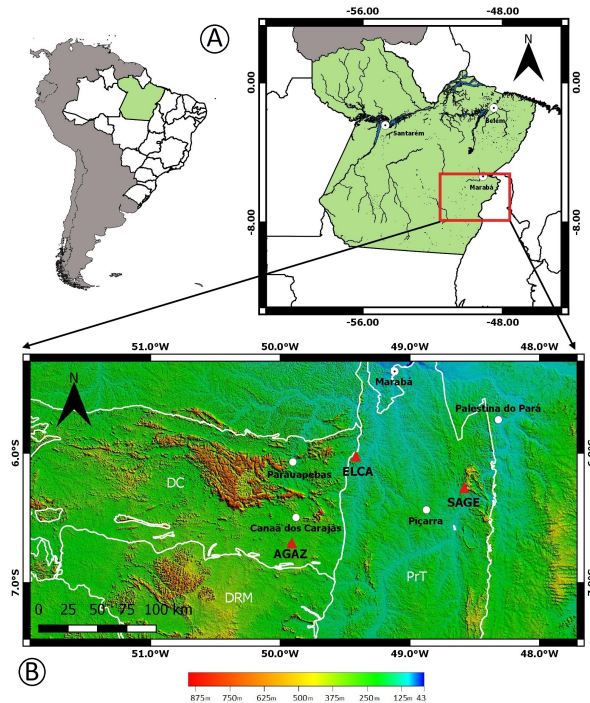 A
-56.00
-48.00
N
0.00
Belém
Santarém
Marabá
-8.00
-56.00
-48.00
51.0°W
50.0°W
49.0°W
48.0°W
N
Marabá
Palestina do Pará
6.0°S
ELCA
Parauapebas
DC
SAGE
Canaã dos Carajás
Piçarra
AGAZ
7.0°S
7.0°S
PrT
DRM
0 25 50 75 100 km
51.0°W
50.0°W
49.0°W
48.0°W
B
875m 750m 625m 500m 375m 250m 125m 43